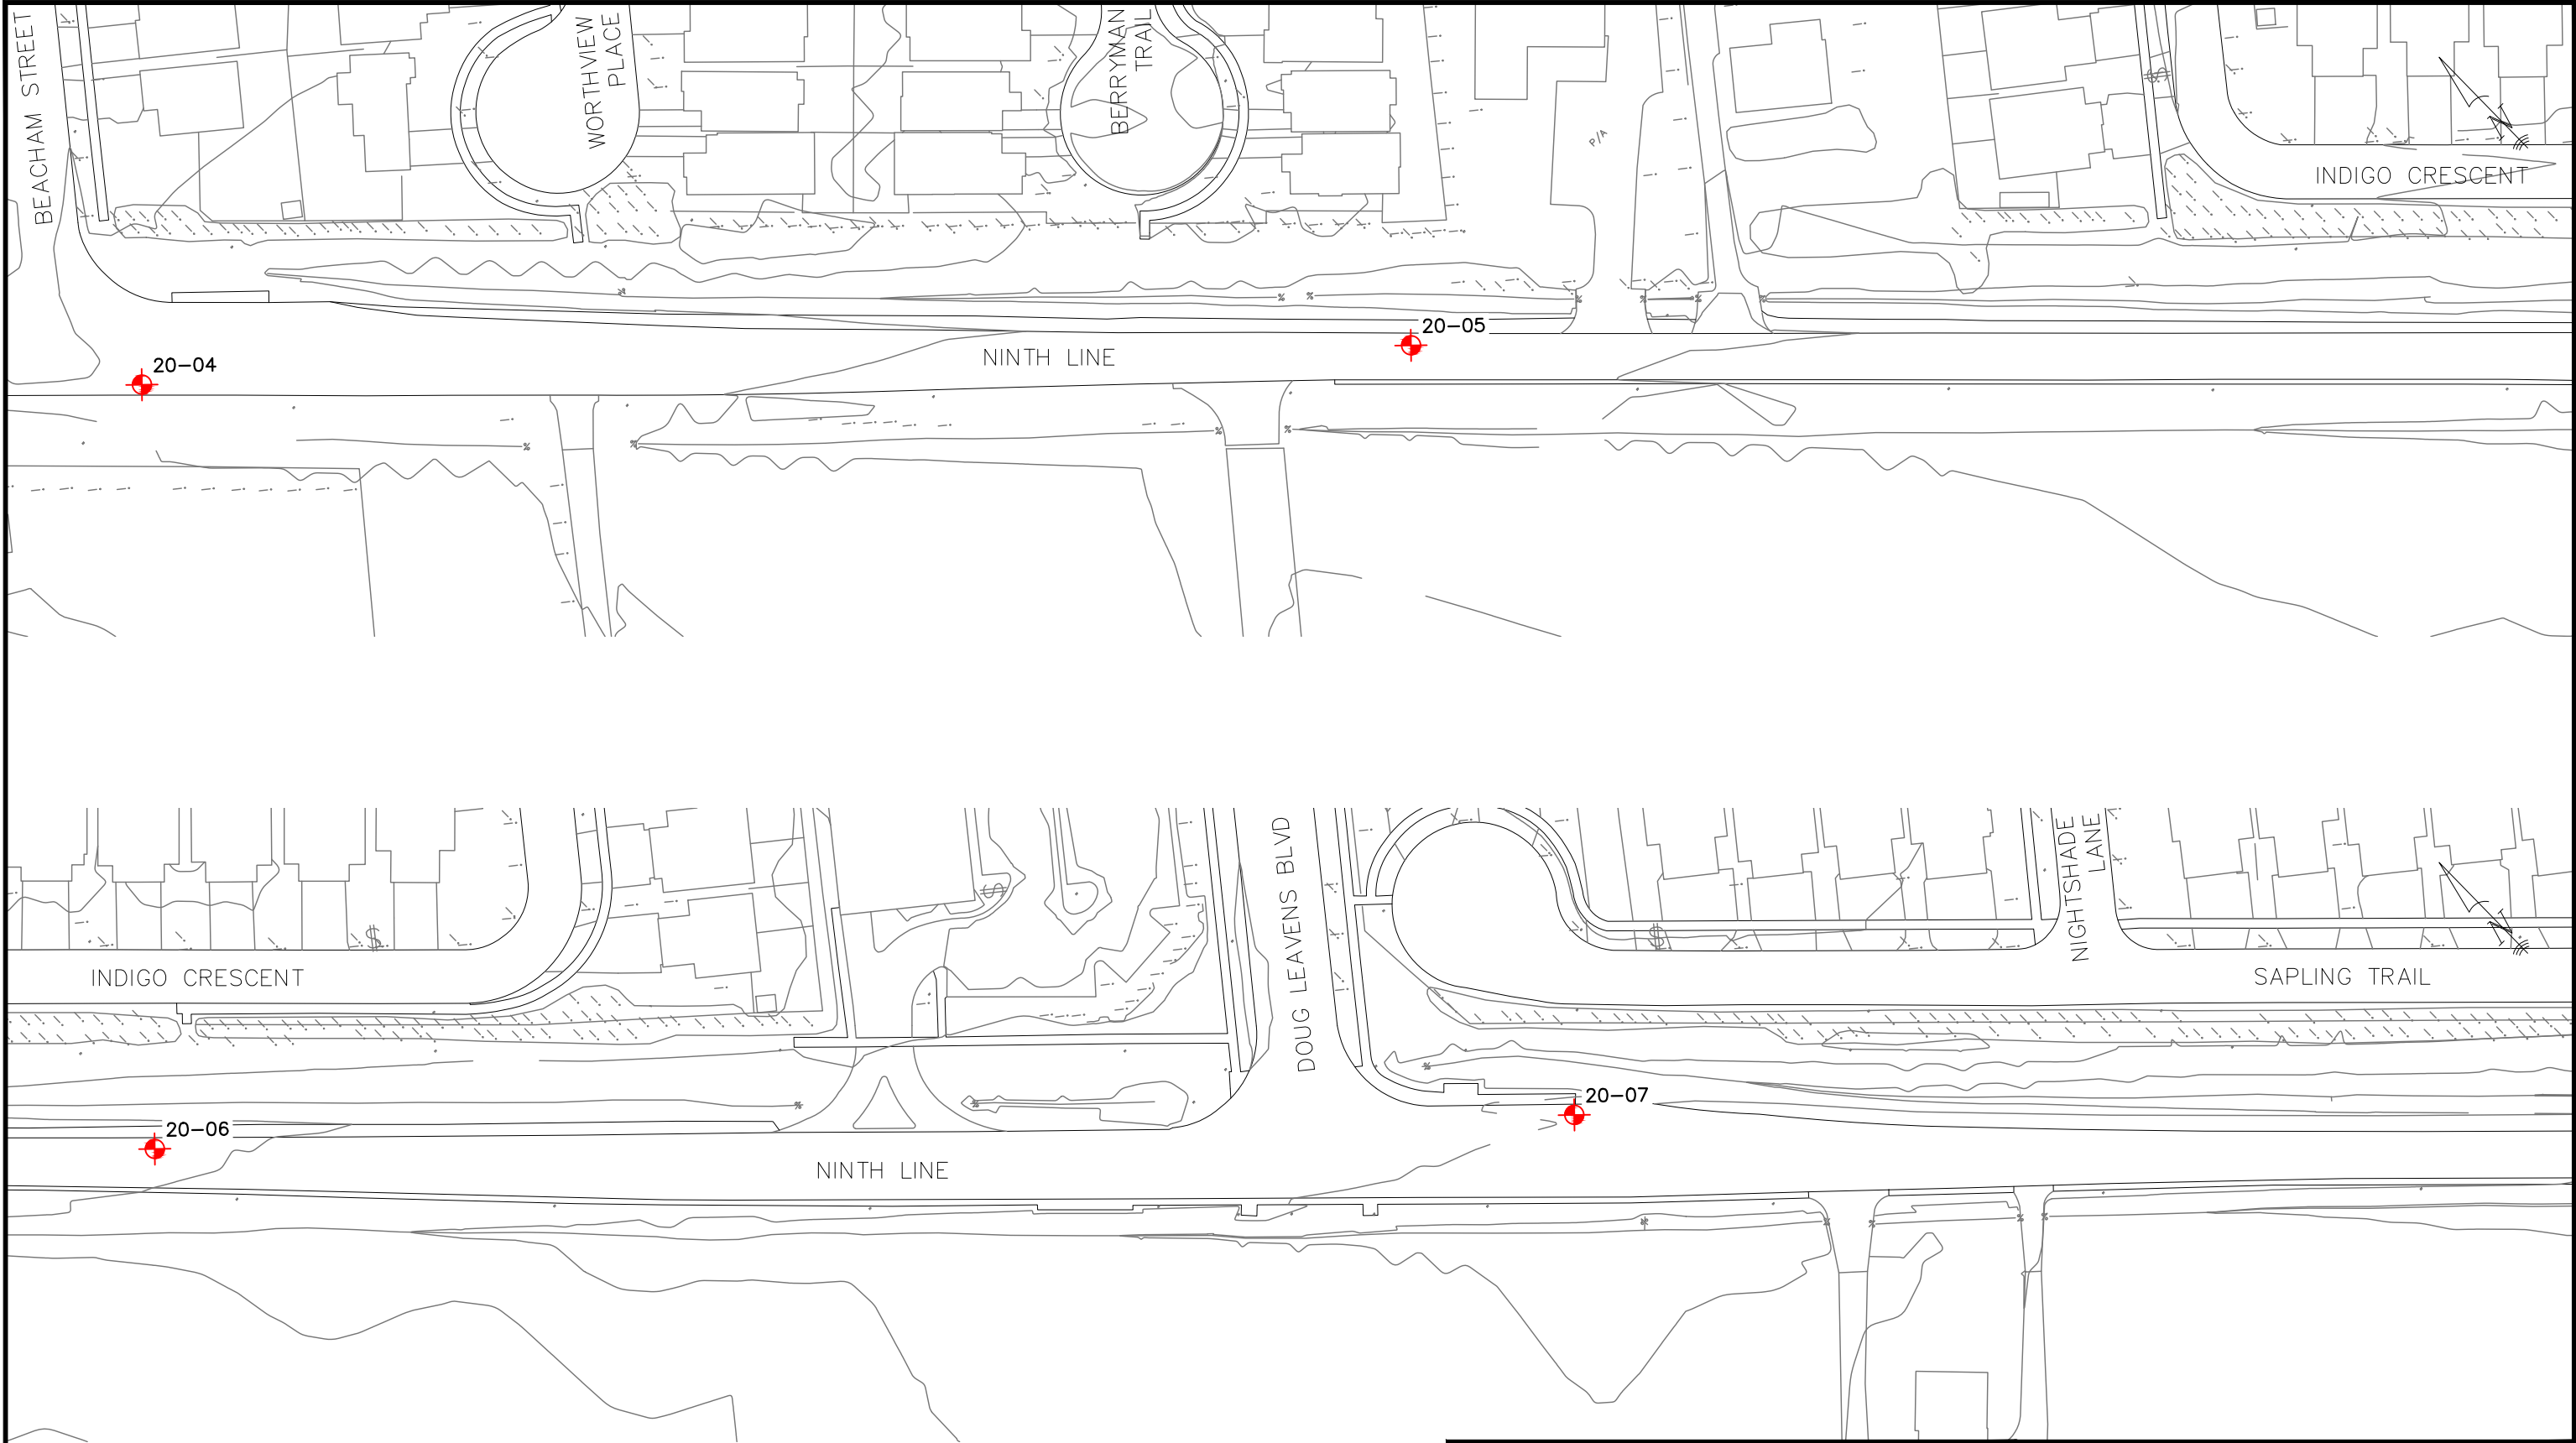 BEACHAM STREET
WORTHVIEW
PLACE
BERRYMAN
TRAIL
P/A
INDIGO CRESCENT
20-04
NINTH LINE
20-05
INDIGO CRESCENT
DOUG LEAVENS BLVD
NIGHTSHADE
LANE
SAPLING TRAIL
20-06
NINTH LINE
20-07